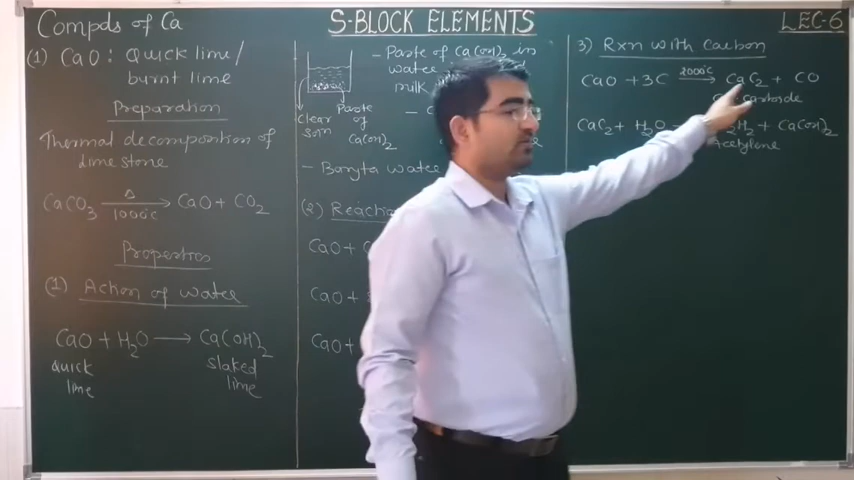 Compds of Ca
S-BLOCK ELEMENTS
LEC-6
(1) CaO: Quick lime/
burnt lime
Preparation
Thermal decomposition of
lime stone
CaCO3 Δ 1000°C → CaO + CO2
Properties
(1) Action of water
CaO + H2O → Ca(OH)2
quick slaked
lime lime
- Paste of Ca(OH)2 in
water
milk
Clear Paste
soln of
Ca(OH)2
- Baryta wate
(2) Reactio
CaO +
CaO +
CaO +
3) Rxn with carbon
CaO + 3C 2000°C → CaC2 + CO
carbide
CaC2 + H2O 2H2 + Ca(OH)2
Acetylene